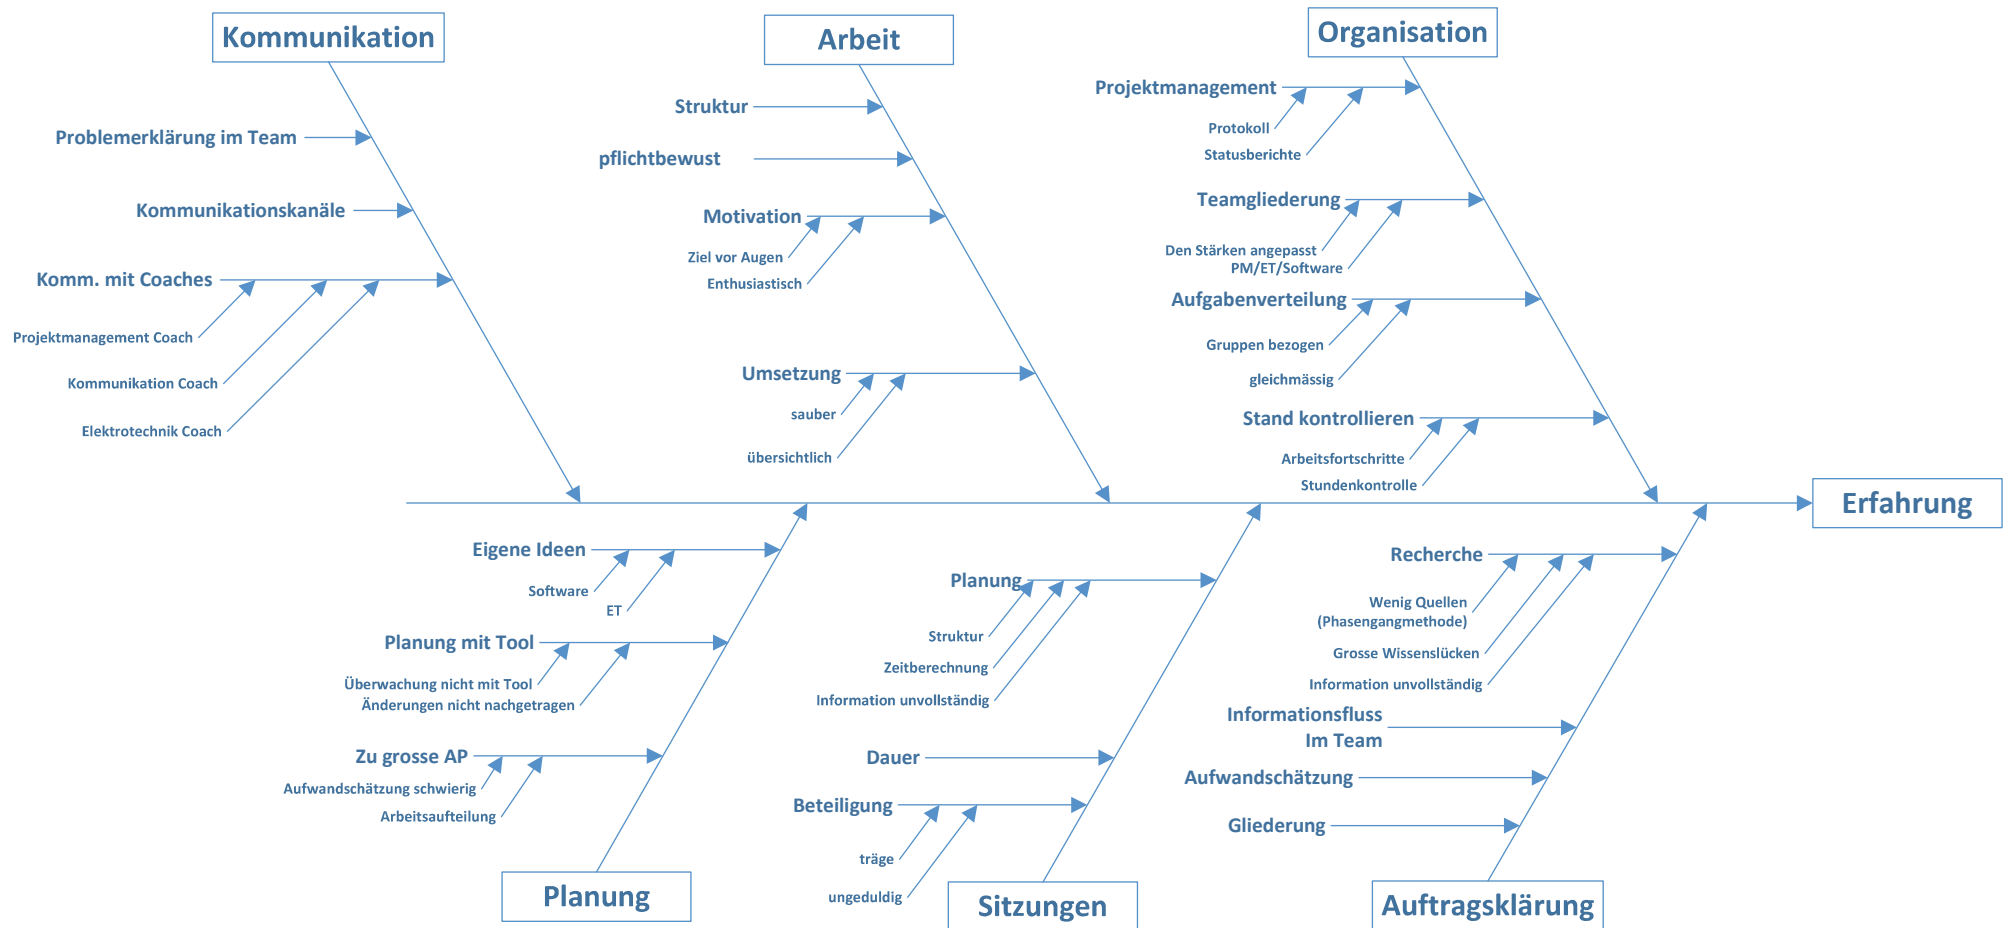 Kommunikation
Problemerklärung im Team
Kommunikationskanäle
Komm. mit Coaches
Projektmanagement Coach
Kommunikation Coach
Elektrotechnik Coach
Arbeit
Struktur
pflichtbewust
Motivation
Ziel vor Augen
Enthusiastisch
Umsetzung
sauber
übersichtlich
Organisation
Projektmanagement
Protokoll
Statusberichte
Teamgliederung
Den Stärken angepasst
PM/ET/Software
Aufgabenverteilung
Gruppen bezogen
gleichmässig
Stand kontrollieren
Arbeitsfortschritte
Stundenkontrolle
Erfahrung
Eigene Ideen
Software
ET
Planung mit Tool
Überwachung nicht mit Tool
Änderungen nicht nachgetragen
Zu grosse AP
Aufwandschätzung schwierig
Arbeitsaufteilung
Planung
Planung
Struktur
Zeitberechnung
Information unvollständig
Dauer
Beteiligung
träge
ungeduldig
Sitzungen
Recherche
Wenig Quellen
(Phasengangmethode)
Grosse Wissenslücken
Information unvollständig
Informationsfluss
Im Team
Aufwandschätzung
Gliederung
Auftragsklärung